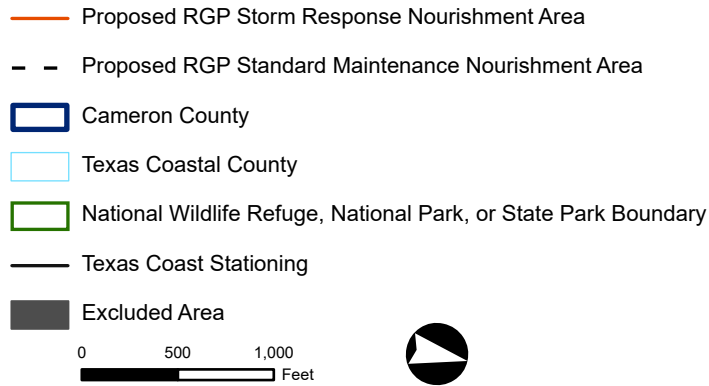 Proposed RGP Storm Response Nourishment Area
Proposed RGP Standard Maintenance Nourishment Area
Cameron County
Texas Coastal County
National Wildlife Refuge, National Park, or State Park Boundary
Texas Coast Stationing
Excluded Area
0 500 1,000
Feet